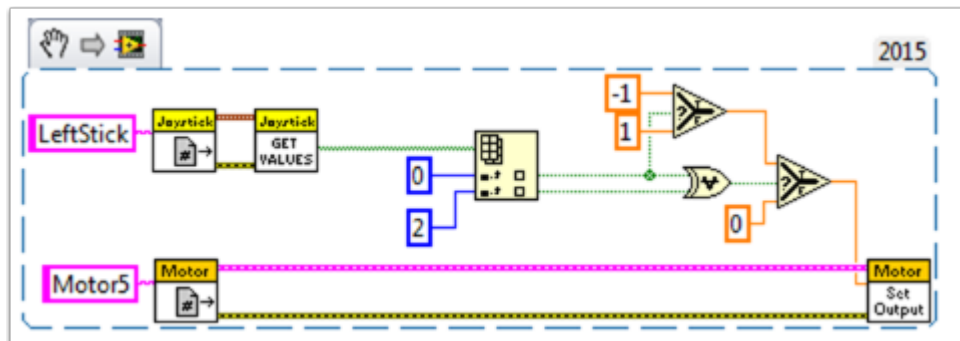 2015
-1
LeftStick
Joystick
Joystick
GET
VALUES
1
?
T
F
#
0
?
T
F
2
0
Motor5
Motor
#
Motor
Set
Output